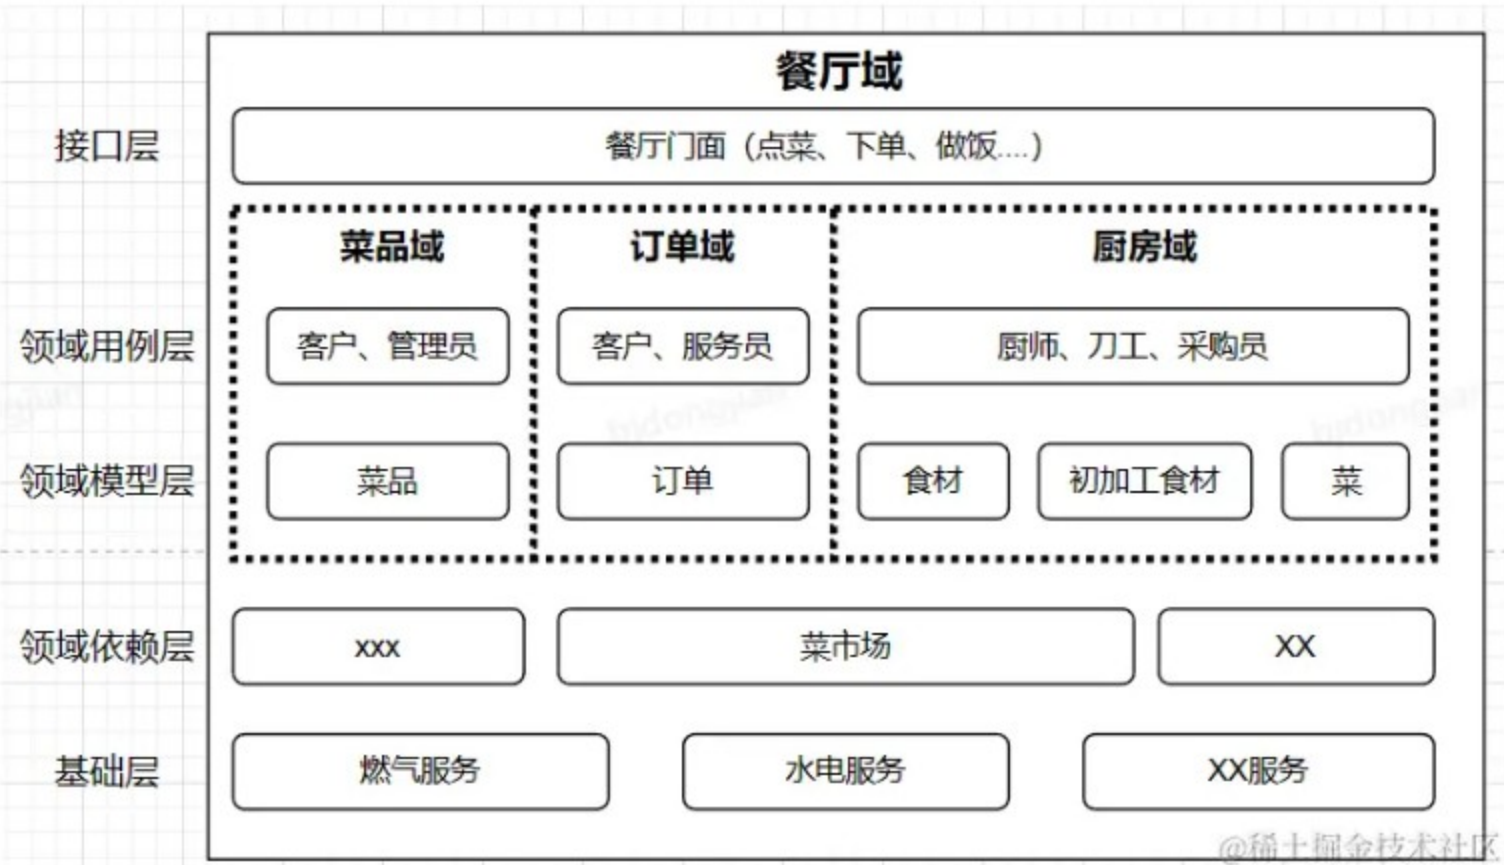 餐厅域
接口层
餐厅门面（点菜、下单、做饭....）
菜品域
订单域
厨房域
领域用例层
客户、管理员
客户、服务员
厨师、刀工、采购员
领域模型层
菜品
订单
食材
初加工食材
菜
领域依赖层
xxx
菜市场
XX
基础层
燃气服务
水电服务
XX服务
@稀土掘金技术社区